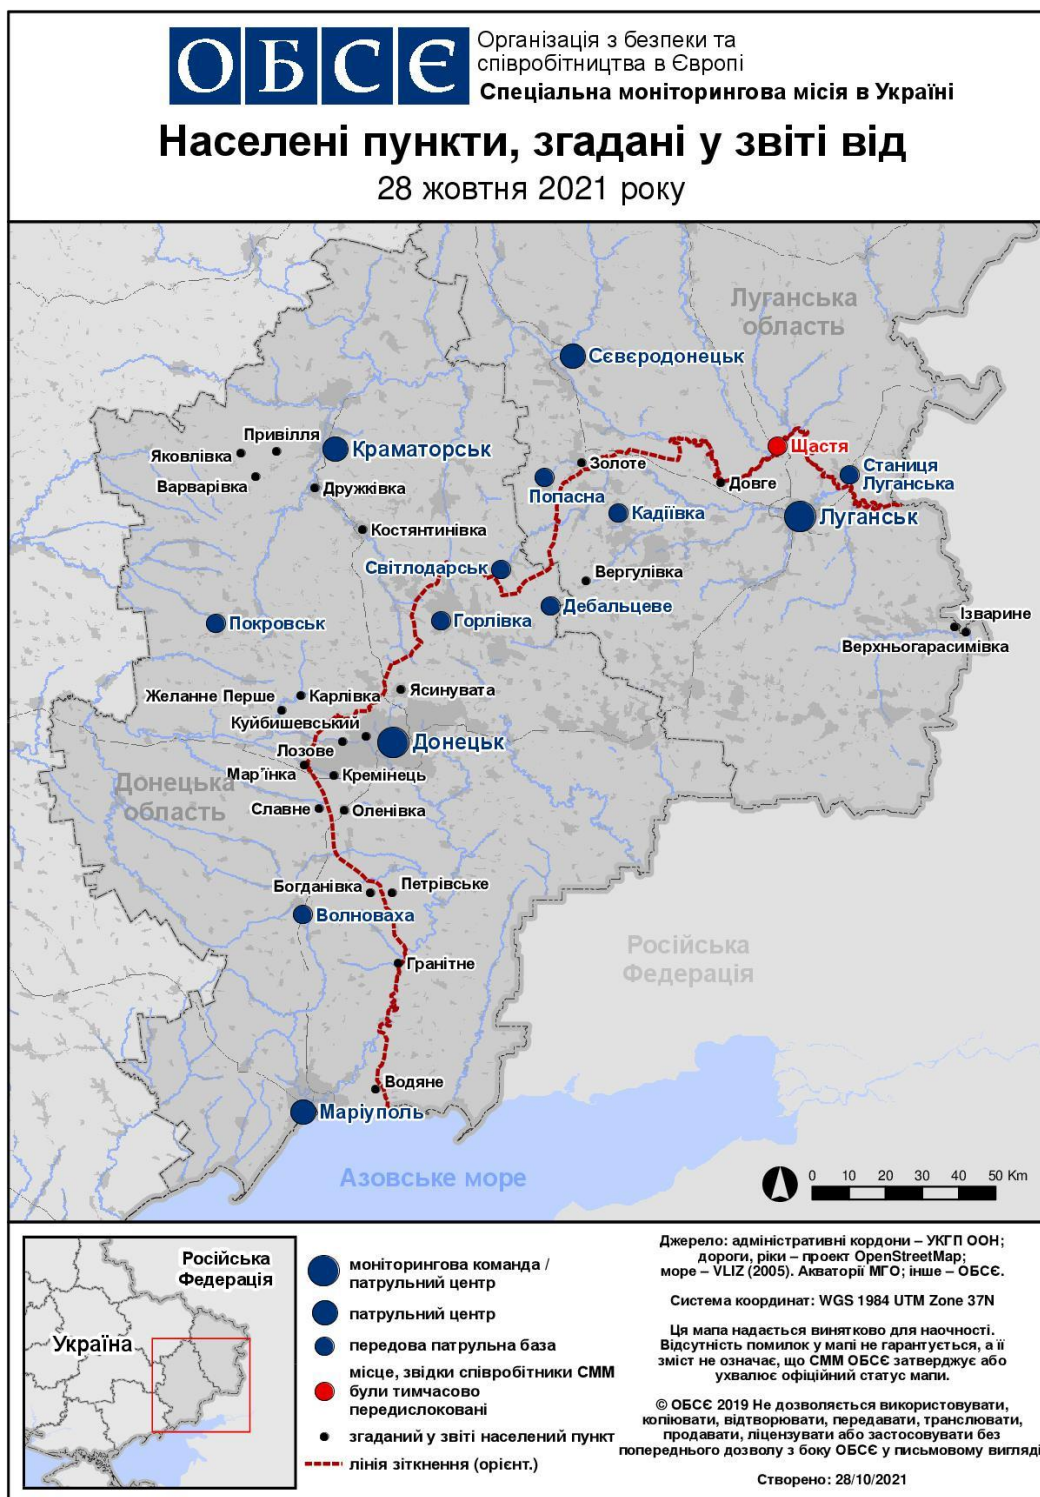 ОБСЄ
Організація з безпеки та
співробітництва в Європі
Спеціальна моніторингова місія в Україні
Населені пункти, згадані у звіті від
28 жовтня 2021 року
Луганська
область
Сєвєродонецьк
Привілля
Яковлівка
Краматорськ
Варварівка
Дружківка
Щастя
Золоте
Станиця
Луганська
Попасна
Довге
Кадіївка
Луганськ
Костянтинівка
Світлодарськ
Вергулівка
Дебальцеве
Горлівка
Покровськ
Ізварине
Верхньогарасимівка
Желанне Перше
Карлівка
Ясинувата
Куйбишевський
Лозове
Донецьк
Мар'їнка
Кремінець
Донецька
область
Славне
Оленівка
Богданівка
Петрівське
Волноваха
Гранітне
Російська
Федерація
Водяне
Маріуполь
Азовське море
0 10 20 30 40 50 Km
Російська
Федерація
Україна
моніторингова команда /
патрульний центр
патрульний центр
передова патрульна база
місце, звідки співробітники СММ
були тимчасово
передислоковані
згаданий у звіті населений пункт
лінія зіткнення (орієнт.)
Джерело: адміністративні кордони – УКГП ООН;
дороги, ріки – проект OpenStreetMap;
море – VLIZ (2005). Акваторії МГО; інше – ОБСЄ.
Система координат: WGS 1984 UTM Zone 37N
Ця мапа надається винятково для наочності.
Відсутність помилок у мапі не гарантується, а її
зміст не означає, що СММ ОБСЄ затверджує або
ухвалює офіційний статус мапи.
© ОБСЄ 2019 Не дозволяється використовувати,
копіювати, відтворювати, передавати, транслювати,
продавати, ліцензувати або застосовувати без
попереднього дозволу з боку ОБСЄ у письмовому вигляді
Створено: 28/10/2021